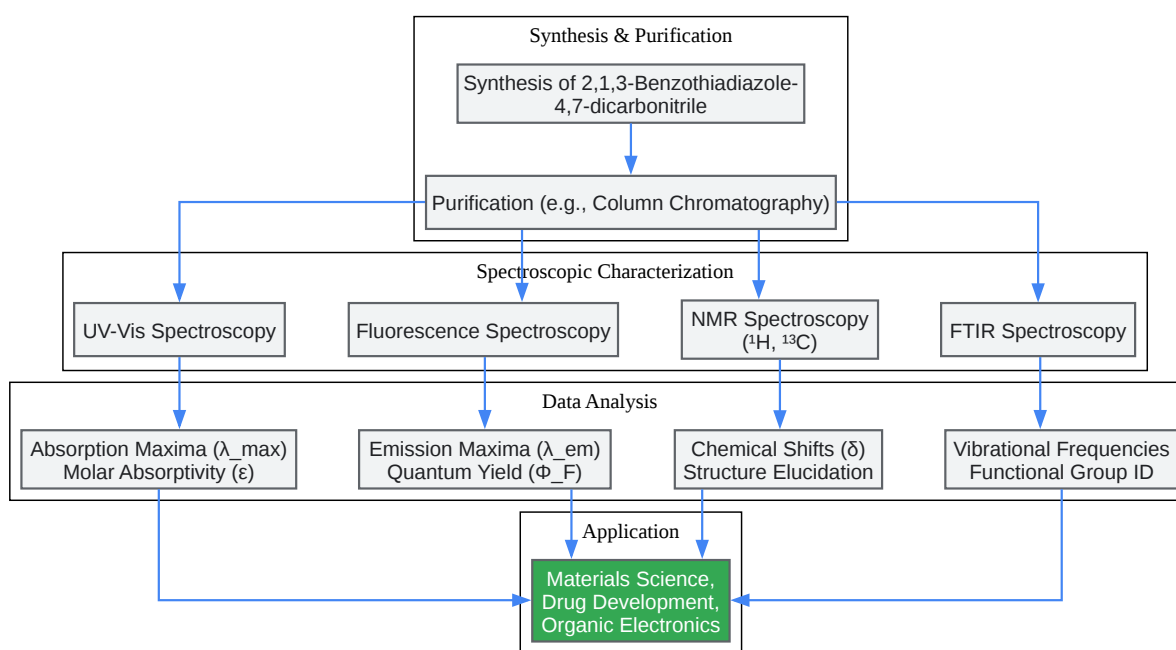 Synthesis & Purification
Synthesis of 2,1,3-Benzothiadiazole-
4,7-dicarbonitrile
Purification (e.g., Column Chromatography)
Spectroscopic Characterization
UV-Vis Spectroscopy
Fluorescence Spectroscopy
NMR Spectroscopy
(¹H, ¹³C)
FTIR Spectroscopy
Data Analysis
Absorption Maxima (λ_max)
Molar Absorptivity (ε)
Emission Maxima (λ_em)
Quantum Yield (Φ_F)
Chemical Shifts (δ)
Structure Elucidation
Vibrational Frequencies
Functional Group ID
Application
Materials Science,
Drug Development,
Organic Electronics